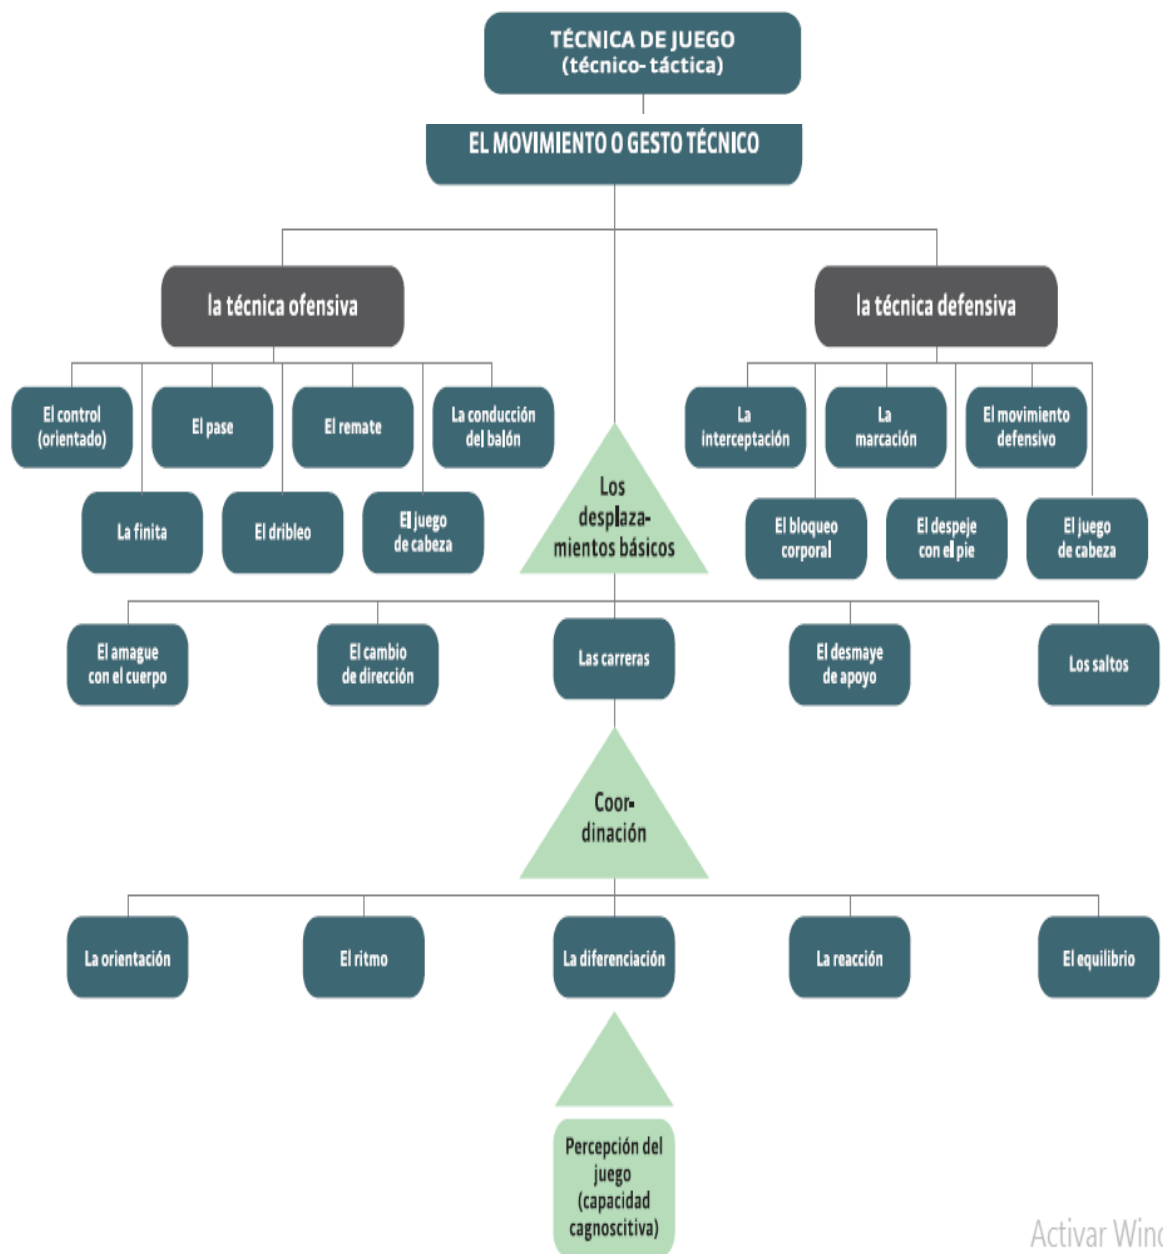 TÉCNICA DE JUEGO
(técnico- táctica)
EL MOVIMIENTO O GESTO TÉCNICO
la técnica ofensiva
la técnica defensiva
El control
(orientado)
El pase
El remate
La conducción
del balón
La
interceptación
La
marcación
El movimiento
defensivo
La finita
El dribleo
El juego
de cabeza
El bloqueo
corporal
El despeje
con el pie
El juego
de cabeza
Los
desplaza-
mientos básicos
El amague
con el cuerpo
El cambio
de dirección
Las carreras
El desmaye
de apoyo
Los saltos
Coor-
dinación
La orientación
El ritmo
La diferenciación
La reacción
El equilibrio
Percepción del
juego
(capacidad
cagnoscitiva)
Activar Winc